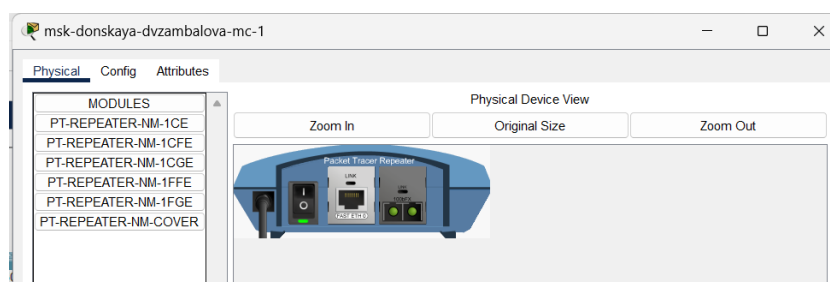 msk-donskaya-dvzambalova-mc-1
Physical Config Attributes
MODULES
PT-REPEATER-NM-1CE
PT-REPEATER-NM-1CFE
PT-REPEATER-NM-1CGE
PT-REPEATER-NM-1FFE
PT-REPEATER-NM-1FGE
PT-REPEATER-NM-COVER
Physical Device View
Zoom In Original Size Zoom Out
Packet Tracer Repeater
LINK
LINK
100FX
FAST ETH 0